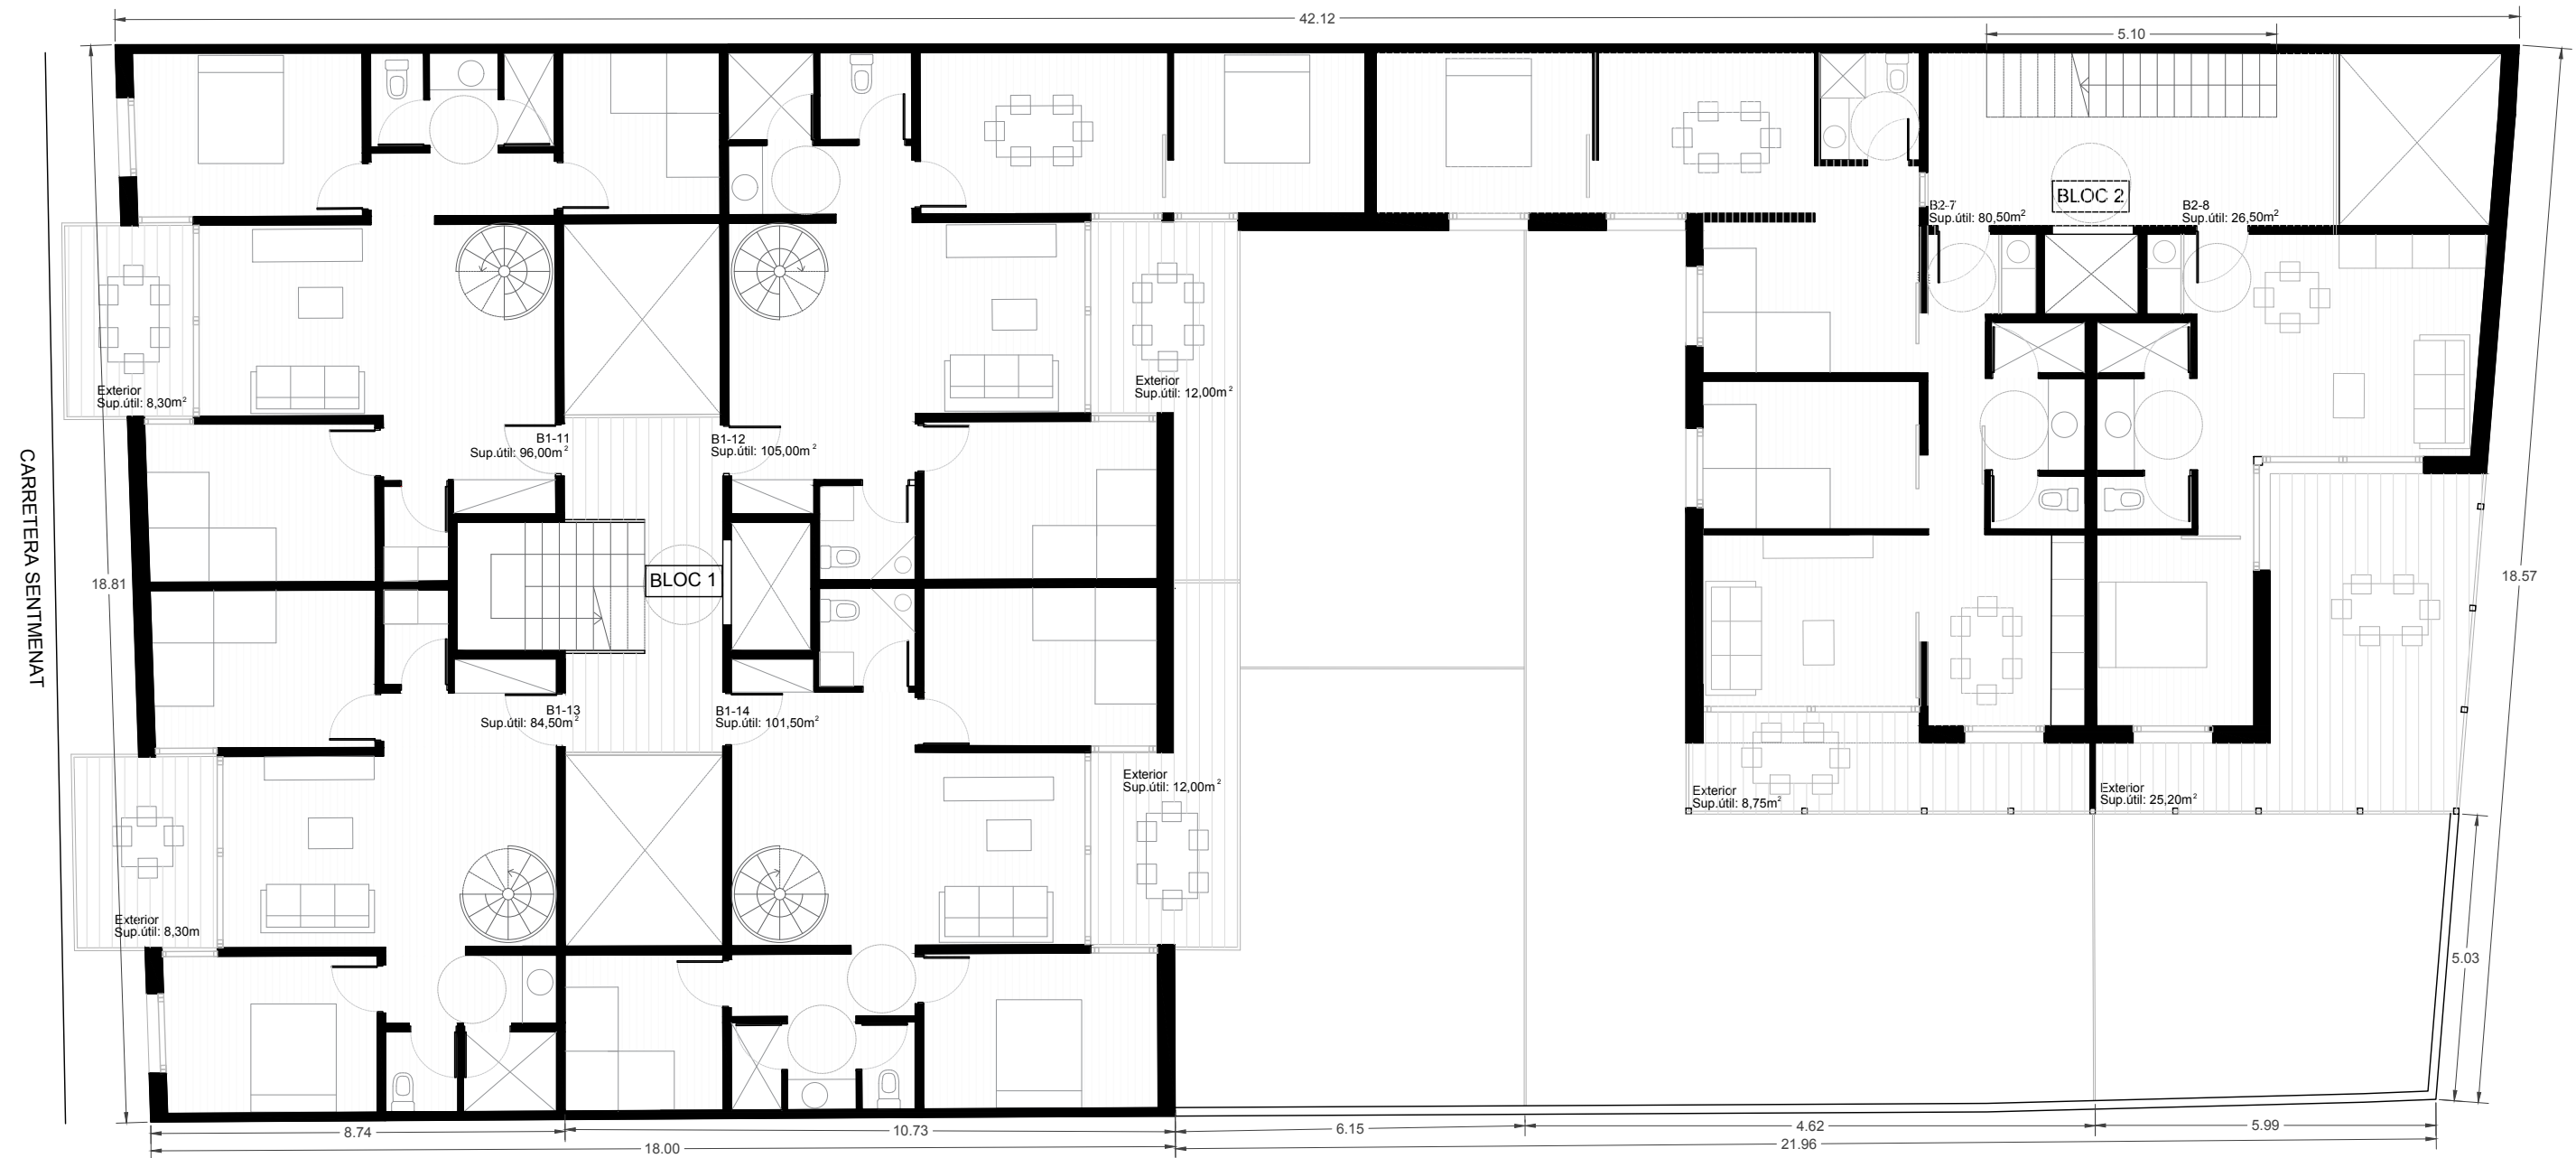 42.12
5.10
BLOC 2
B2-7
Sup.útil: 80,50m²
B2-8
Sup.útil: 26,50m²
Exterior
Sup.útil: 8,30m²
Exterior
Sup.útil: 12,00m²
B1-11
Sup.útil: 96,00m²
B1-12
Sup.útil: 105,00m²
CARRETERA SENTMENAT
18.81
BLOC 1
18.57
B1-13
Sup.útil: 84,50m²
B1-14
Sup.útil: 101,50m²
Exterior
Sup.útil: 12,00m²
Exterior
Sup.útil: 8,75m²
Exterior
Sup.útil: 25,20m²
Exterior
Sup.útil: 8,30m
5.03
8.74
10.73
6.15
4.62
5.99
18.00
21.96